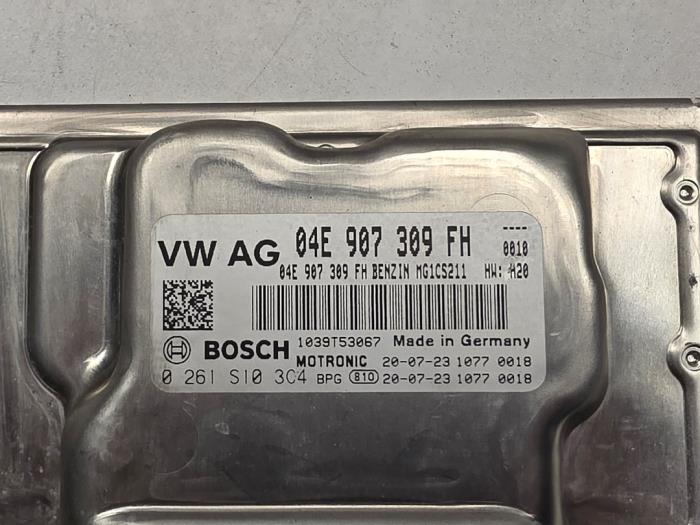 VW AG 04E 907 309 FH ----
0010
04E 907 309 FH BENZIN MG1CS211 HW: H20
BOSCH 1039T53067 Made in Germany
MOTRONIC 20-07-23 1077 0018
0 261 S10 3C4 BPG 810 20-07-23 1077 0018